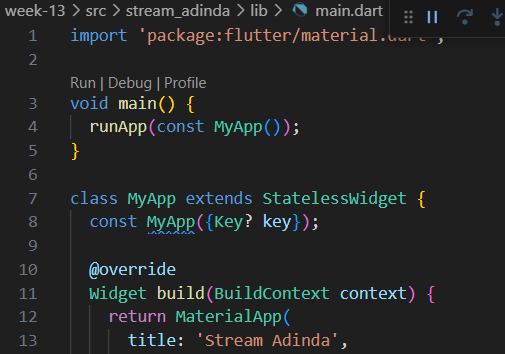 week-13 > src > stream_adinda > lib > main.dart
1 import 'package:flutter/material.dart';
2
Run | Debug | Profile
3 void main() {
4 runApp(const MyApp());
5 }
6
7 class MyApp extends StatelessWidget {
8 const MyApp({Key? key});
9
10 @override
11 Widget build(BuildContext context) {
12 return MaterialApp(
13 title: 'Stream Adinda',